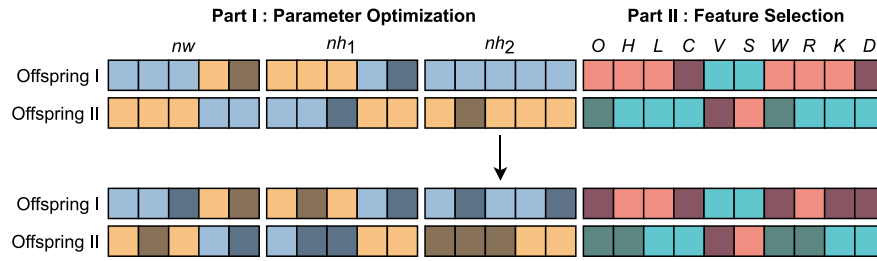 Part I : Parameter Optimization Part II : Feature Selection
nw nh1 nh2 O H L C V S W R K D
Offspring I
Offspring II
Offspring I
Offspring II